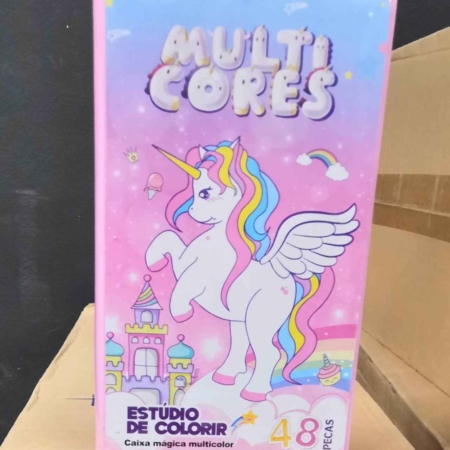 MULTI
CORES
ESTÚDIO
DE COLORIR
Caixa mágica multicolor
48
PEÇAS